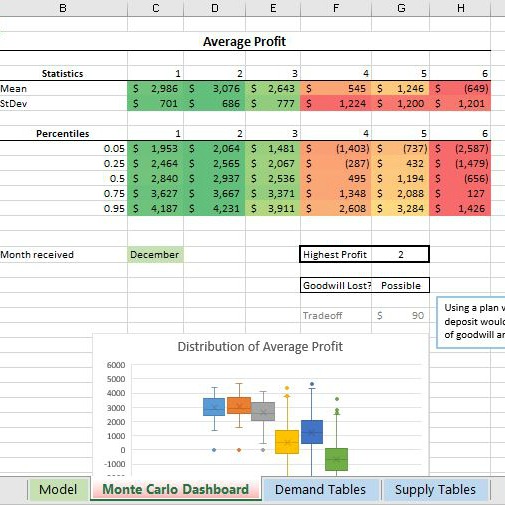 B C D E F G H
Average Profit
Statistics 1 2 3 4 5 6
Mean $ 2,986 $ 3,076 $ 2,643 $ 545 $ 1,246 $ (649)
StDev $ 701 $ 686 $ 777 $ 1,224 $ 1,200 $ 1,201
Percentiles 1 2 3 4 5 6
0.05 $ 1,953 $ 2,064 $ 1,481 $ (1,403) $ (737) $ (2,587)
0.25 $ 2,464 $ 2,565 $ 2,067 $ (287) $ 432 $ (1,479)
0.5 $ 2,840 $ 2,937 $ 2,536 $ 495 $ 1,194 $ (656)
0.75 $ 3,627 $ 3,667 $ 3,371 $ 1,348 $ 2,088 $ 127
0.95 $ 4,187 $ 4,231 $ 3,911 $ 2,608 $ 3,284 $ 1,426
Month received December Highest Profit 2
Goodwill Lost? Possible
Tradeoff $ 90
Using a plan
deposit would
of goodwill
Distribution of Average Profit
6000
5000
4000
3000
2000
1000
0
-1000
Model Monte Carlo Dashboard Demand Tables Supply Tables